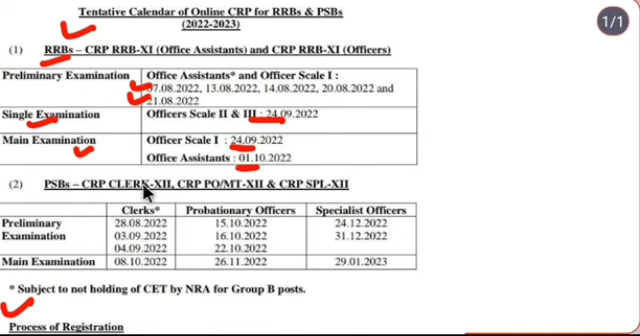 Tentative Calendar of Online CRP for RRBs & PSBs
(2022-2023)
1/1
(1) RRBs – CRP RRB-XI (Office Assistants) and CRP RRB-XI (Officers)
Preliminary Examination Office Assistants* and Officer Scale I :
07.08.2022, 13.08.2022, 14.08.2022, 20.08.2022 and
21.08.2022
Single Examination Officers Scale II & III : 24.09.2022
Main Examination Officer Scale I : 24.09.2022
Office Assistants : 01.10.2022
(2) PSBs – CRP CLERK-XII, CRP PO/MT-XII & CRP SPL-XII
Clerks* Probationary Officers Specialist Officers
Preliminary 28.08.2022 15.10.2022 24.12.2022
Examination 03.09.2022 16.10.2022 31.12.2022
04.09.2022 22.10.2022
Main Examination 08.10.2022 26.11.2022 29.01.2023
* Subject to not holding of CET by NRA for Group B posts.
Process of Registration